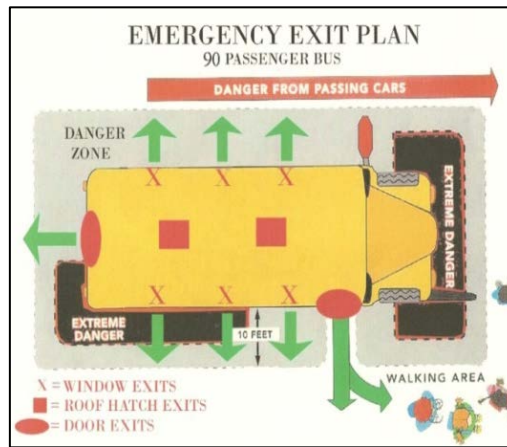 EMERGENCY EXIT PLAN
90 PASSENGER BUS
DANGER FROM PASSING CARS
DANGER
ZONE
X X X
EXTREME DANGER
X X X
EXTREME
DANGER
10 FEET
WALKING AREA
X = WINDOW EXITS
= ROOF HATCH EXITS
= DOOR EXITS